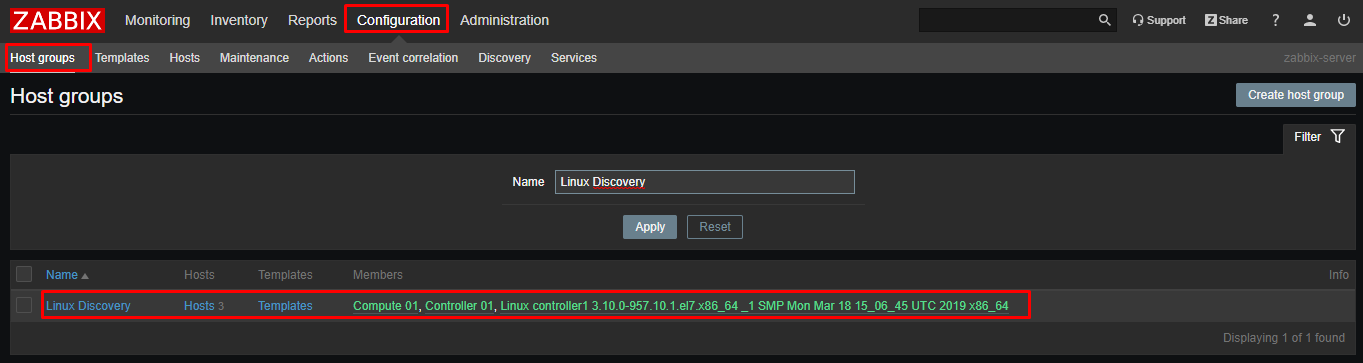 ZABBIX Monitoring Inventory Reports Configuration Administration Support Z Share ?
Host groups Templates Hosts Maintenance Actions Event correlation Discovery Services zabbix-server
Host groups Create host group
Filter
Name Linux Discovery
Apply Reset
Name Hosts Templates Members Info
Linux Discovery Hosts 3 Templates Compute 01, Controller 01, Linux controller1 3.10.0-957.10.1.el7.x86_64 _1 SMP Mon Mar 18 15_06_45 UTC 2019 x86_64
Displaying 1 of 1 found